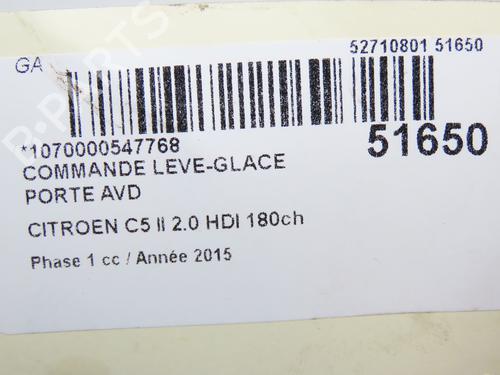 GA
52710801 51650
*1070000547768
51650
COMMANDE LEVE-GLACE
PORTE AVD
CITROEN C5 II 2.0 HDI 180ch
Phase 1 cc / Année 2015
B-PARTS